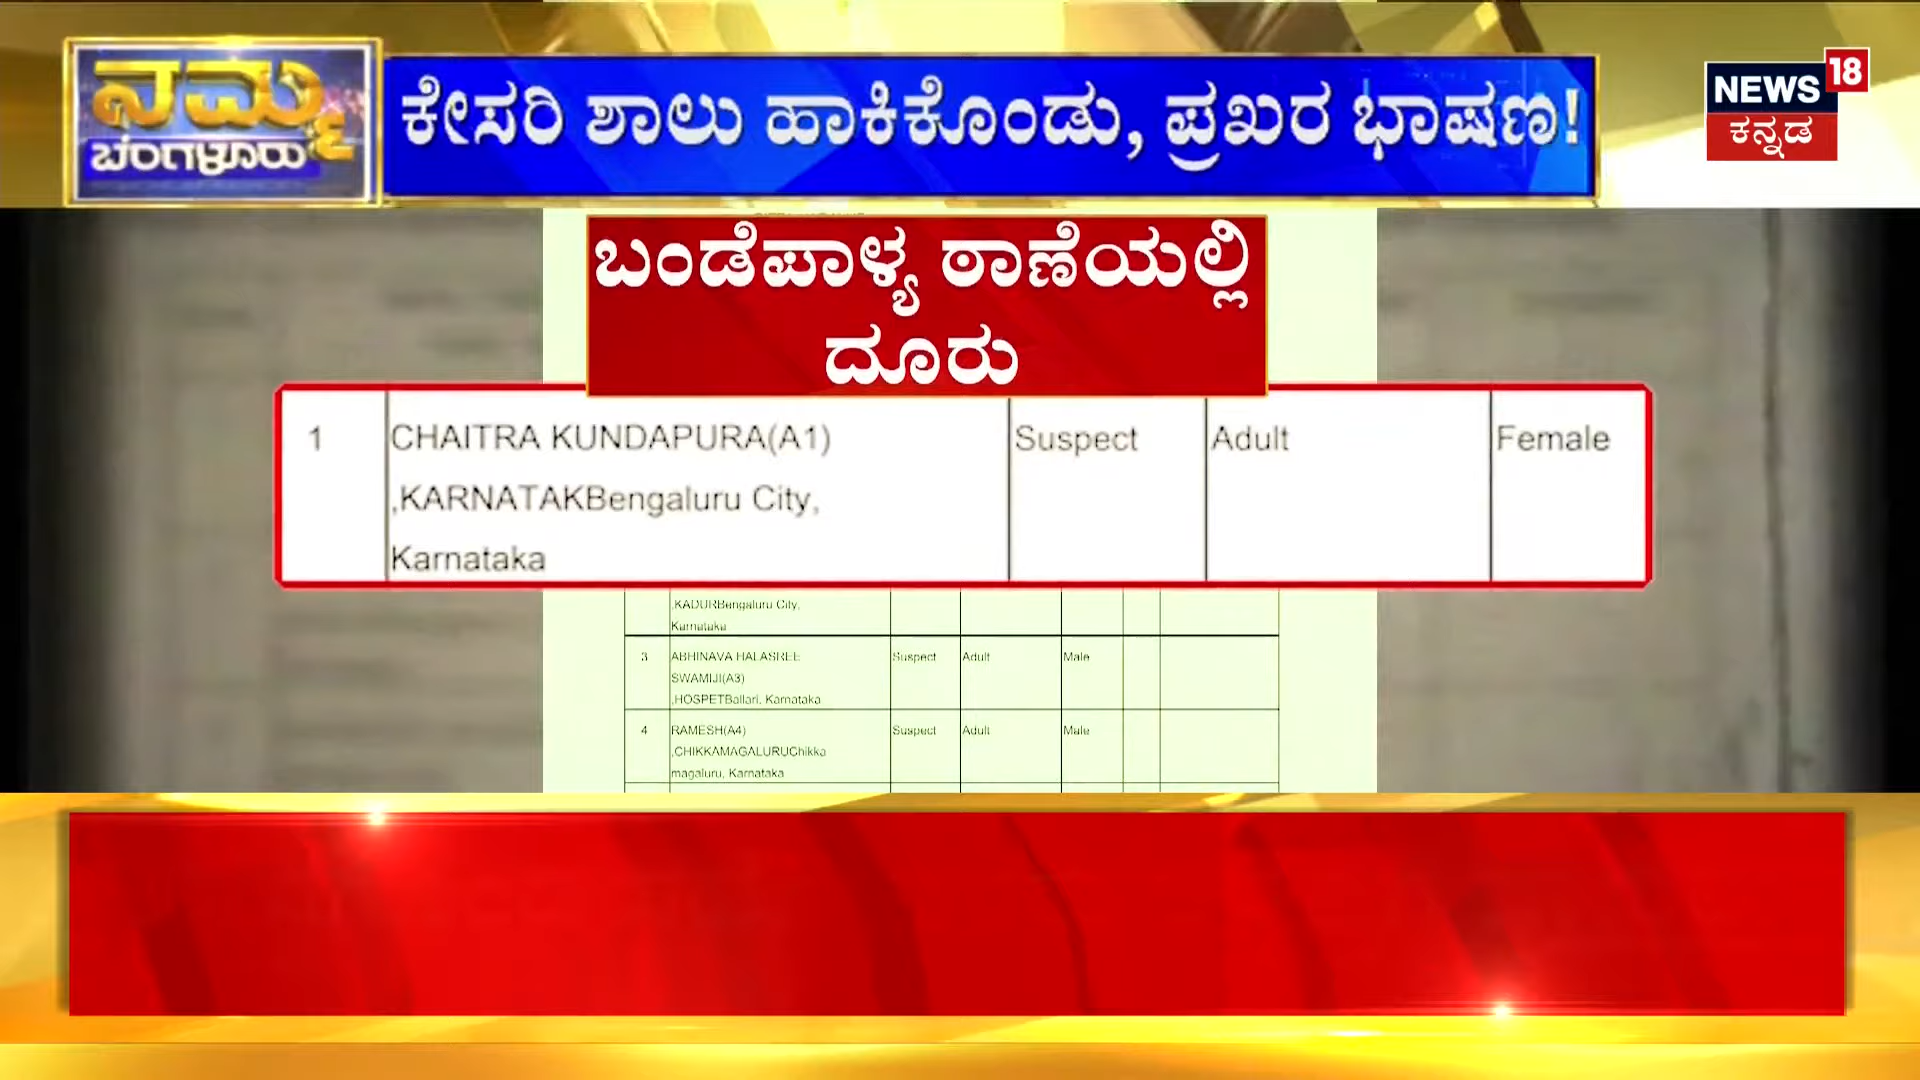 ನಮ್ಮ
ಬೆಂಗಳೂರು
ಕೇಸರಿ ಶಾಲು ಹಾಕಿಕೊಂಡು, ಪ್ರಖರ ಭಾಷಣ!
NEWS 18
ಕನ್ನಡ
ಬಂಡೆಪಾಳ್ಯ ಠಾಣೆಯಲ್ಲಿ
ದೂರು
1 CHAITRA KUNDAPURA(A1) Suspect Adult Female
,KARNATAKBengaluru City,
Karnataka
,KADURBengaluru City,
Karnataka
3 ABHINAVA HALASREE Suspect Adult Male
SWAMIJI(A3)
,HOSPETBallari, Karnataka
4 RAMESH(A4) Suspect Adult Male
,CHIKKAMAGALURUChikka
magaluru, Karnataka